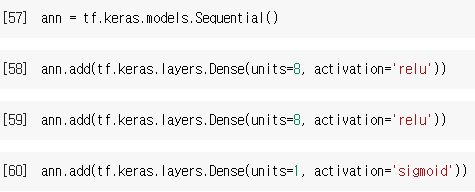 [57] ann = tf.keras.models.Sequential()
[58] ann.add(tf.keras.layers.Dense(units=8, activation='relu'))
[59] ann.add(tf.keras.layers.Dense(units=8, activation='relu'))
[60] ann.add(tf.keras.layers.Dense(units=1, activation='sigmoid'))